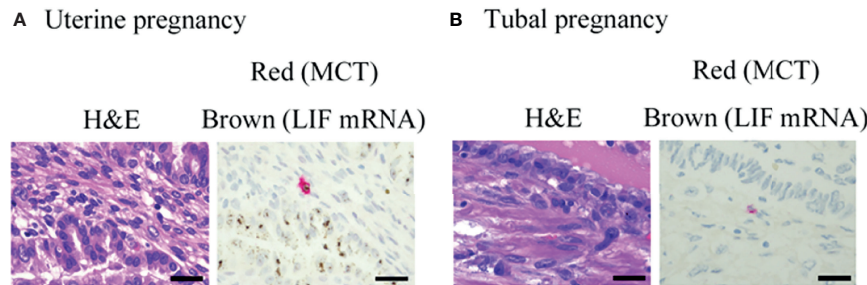 A Uterine pregnancy
Red (MCT)
H&E Brown (LIF mRNA)
B Tubal pregnancy
Red (MCT)
H&E Brown (LIF mRNA)